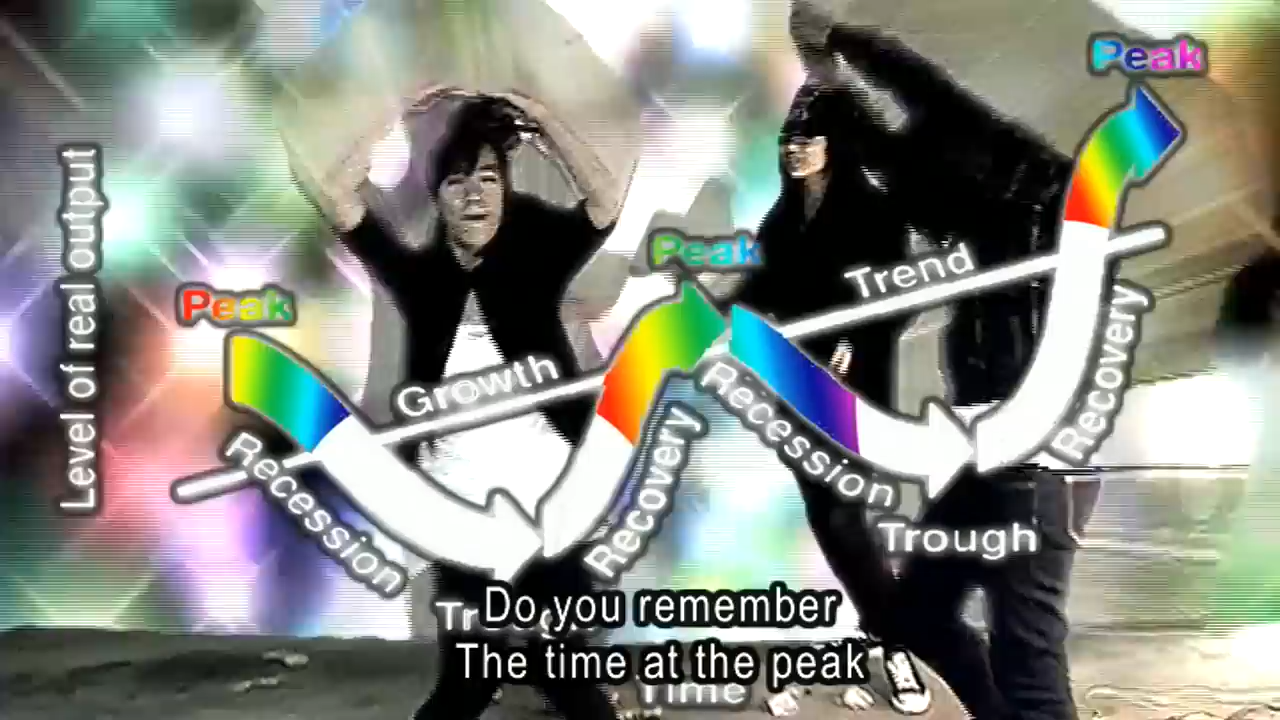 Peak
Peak
Peak
Level of real output
Growth
Trend
Recession
Recovery
Recession
Recovery
Trough
Do you remember
The time at the peak
Time